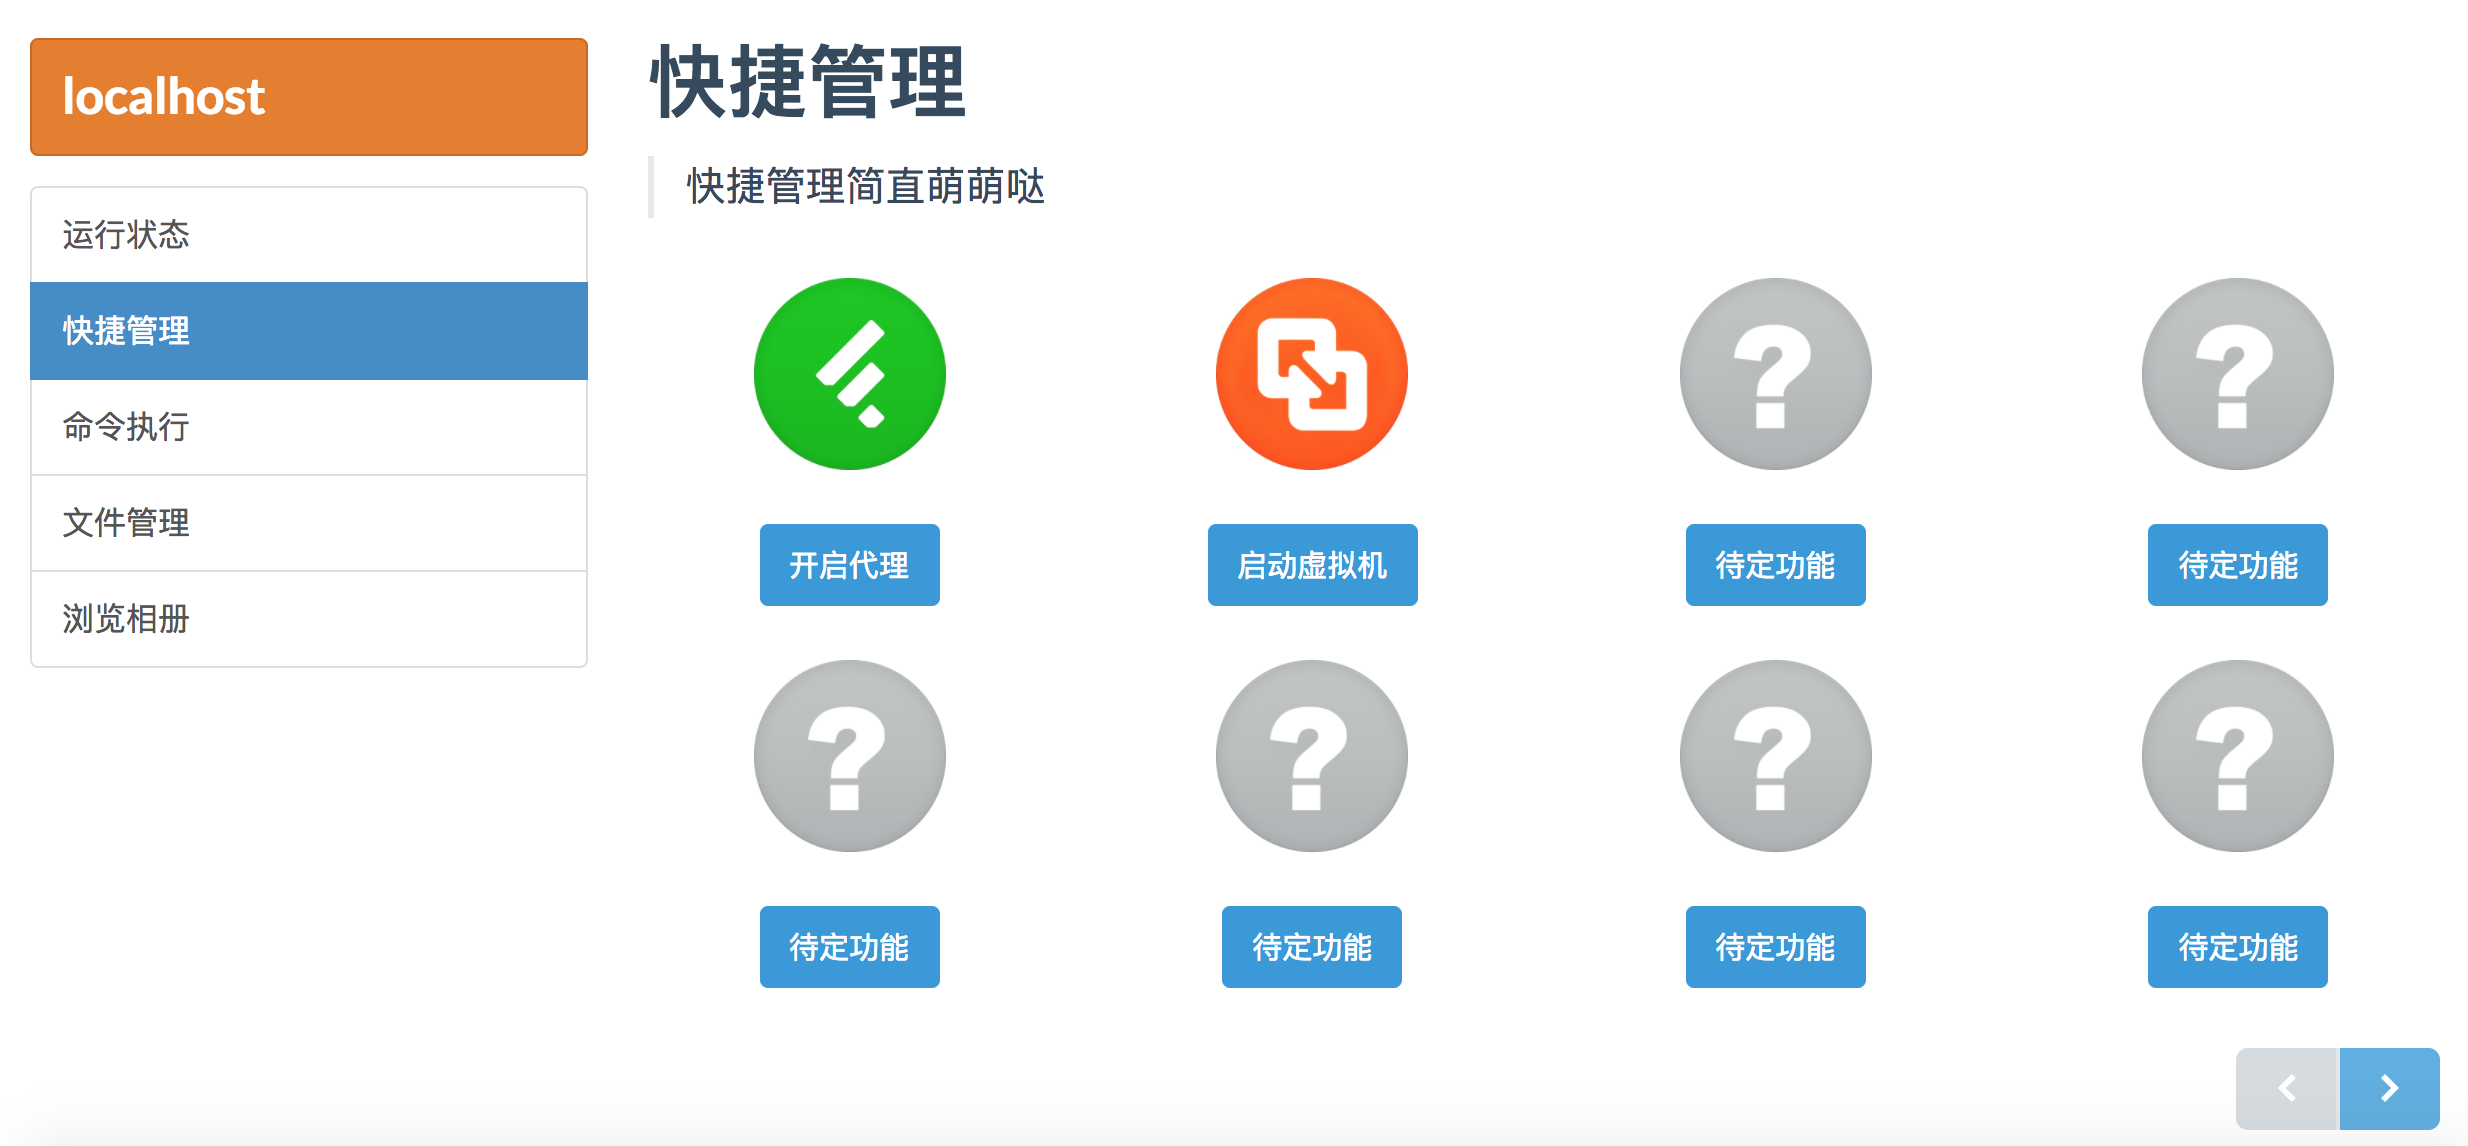 localhost
运行状态
快捷管理
命令执行
文件管理
浏览相册
快捷管理
快捷管理简直萌萌哒
开启代理
启动虚拟机
待定功能
待定功能
待定功能
待定功能
待定功能
待定功能